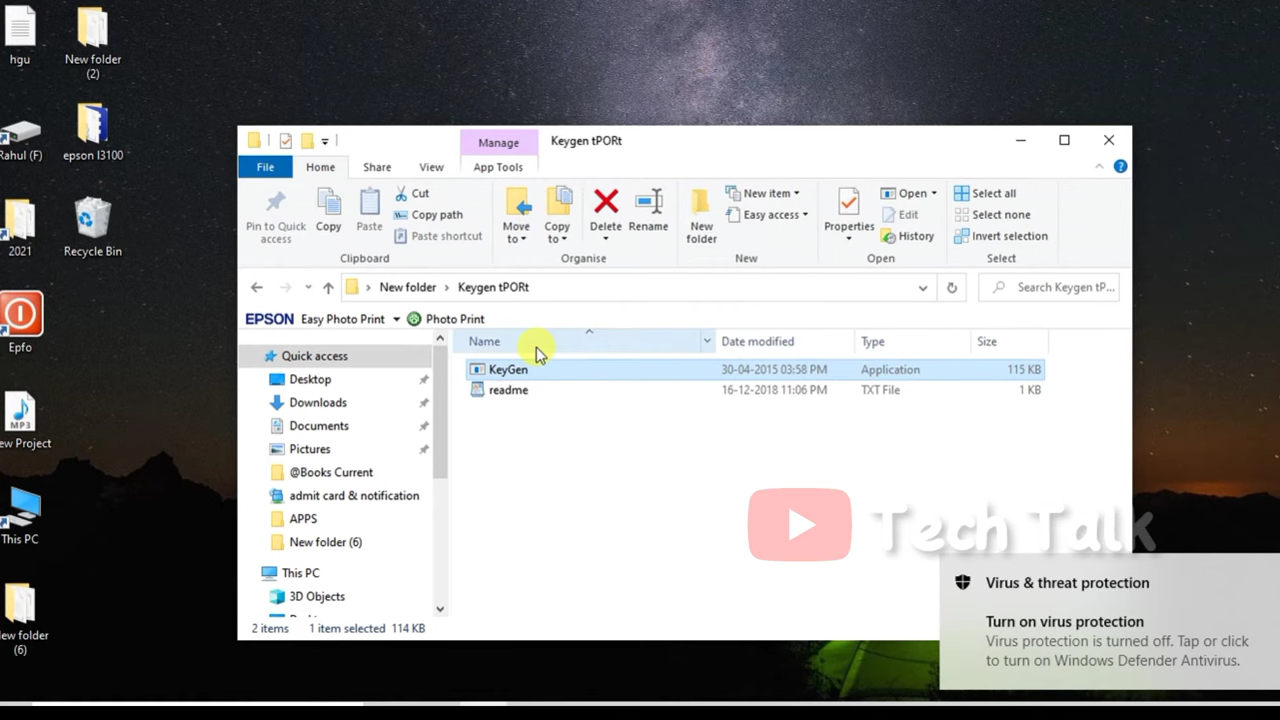 hgu
New folder
(2)
Rahul (F)
epson l3100
2021
Recycle Bin
Epfo
ew Project
This PC
ew folder
(6)
Manage
Keygen tPORt
File
Home
Share
View
App Tools
Pin to Quick
access
Copy
Paste
Cut
Copy path
Paste shortcut
Clipboard
Move
to
Copy
to
Delete
Rename
Organise
New
folder
New item
Easy access
New
Properties
Open
Edit
History
Open
Select all
Select none
Invert selection
Select
New folder > Keygen tPORt
Search Keygen tP...
EPSON Easy Photo Print Photo Print
Quick access
Desktop
Downloads
Documents
Pictures
@Books Current
admit card & notification
APPS
New folder (6)
This PC
3D Objects
Name Date modified Type Size
KeyGen 30-04-2015 03:58 PM Application 115 KB
readme 16-12-2018 11:06 PM TXT File 1 KB
2 items 1 item selected 114 KB
Tech Talk
Virus & threat protection
Turn on virus protection
Virus protection is turned off. Tap or click
to turn on Windows Defender Antivirus.